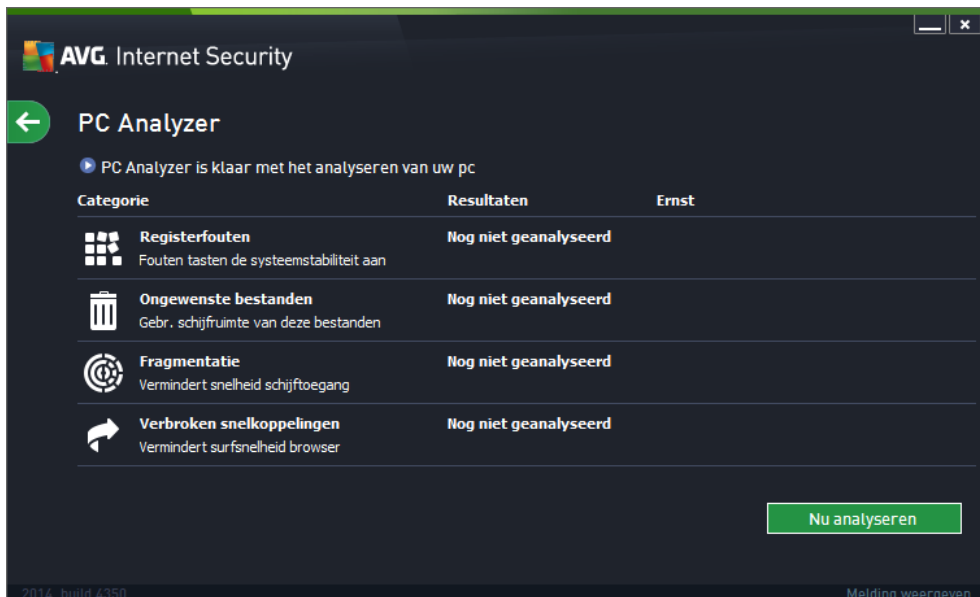 AVG. Internet Security
PC Analyzer
PC Analyzer is klaar met het analyseren van uw pc
Categorie Resultaten Ernst
Registerfouten Nog niet geanalyseerd
Fouten tasten de systeemstabiliteit aan
Ongewenste bestanden Nog niet geanalyseerd
Gebr. schijfruimte van deze bestanden
Fragmentatie Nog niet geanalyseerd
Vermindert snelheid schijftoegang
Verbroken snelkoppelingen Nog niet geanalyseerd
Vermindert surfsnelheid browser
Nu analyseren
2014 build 4350 Melding weergeven